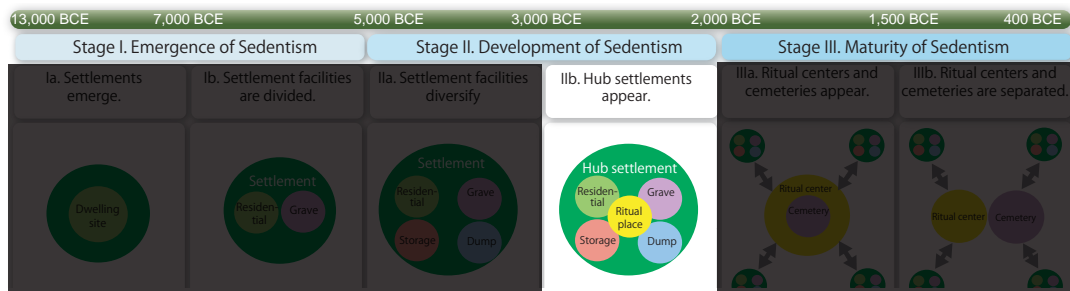 13,000 BCE 7,000 BCE 5,000 BCE 3,000 BCE 2,000 BCE 1,500 BCE 400 BCE
Stage I. Emergence of Sedentism
Stage II. Development of Sedentism
Stage III. Maturity of Sedentism
Ia. Settlements
emerge.
Ib. Settlement facilities
are divided.
IIa. Settlement facilities
diversify
IIb. Hub settlements
appear.
IIIa. Ritual centers and
cemeteries appear.
IIIb. Ritual centers and
cemeteries are separated.
Dwelling
site
Settlement
Residen-
tial
Grave
Settlement
Residen-
tial
Grave
Storage
Dump
Hub settlement
Residen-
tial
Grave
Ritual
place
Storage
Dump
Ritual center
Cemetery
Ritual center
Cemetery